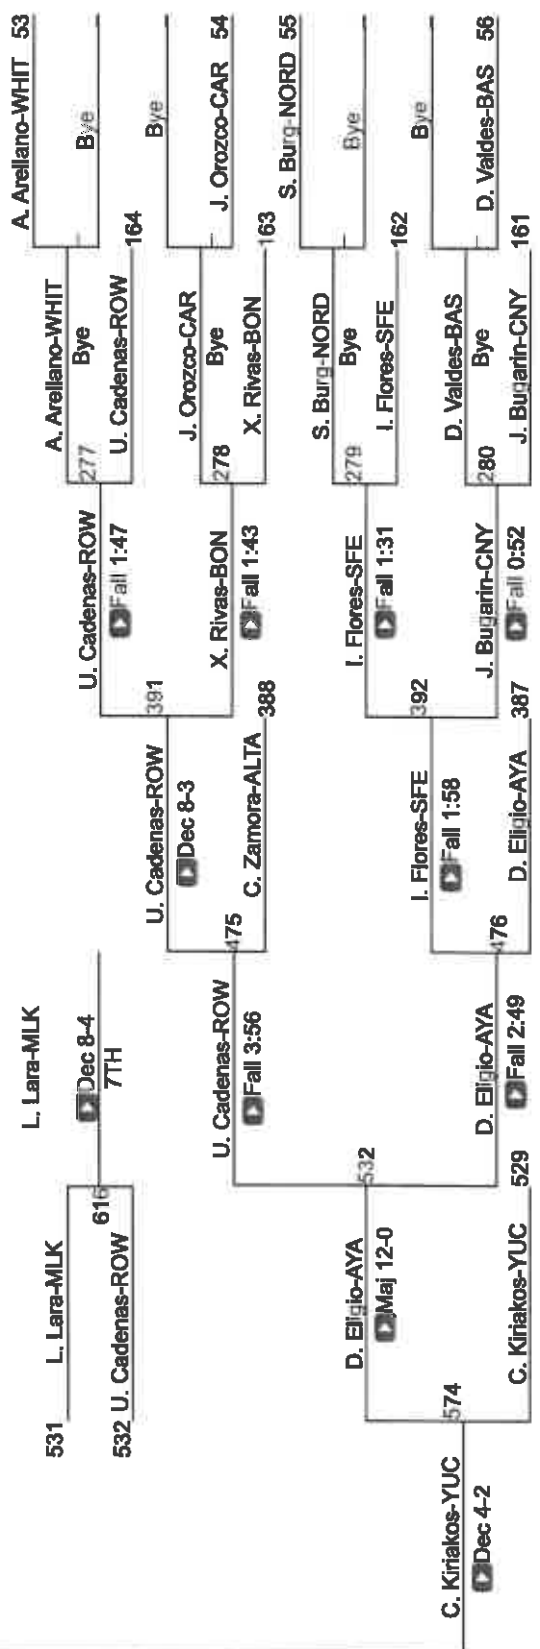 C. Kiriakos-YUC
Dec 4-2
531 L. Lara-MLK
616
532 U. Cadenas-ROW
D. Eligio-AYA
Maj 12-0
574
C. Kiriakos-YUC 529
L. Lara-MLK
Dec 8-4
7TH
U. Cadenas-ROW
Fall 3:56
532
D. Eligio-AYA
Fall 2:49
U. Cadenas-ROW
Dec 8-3
475
C. Zamora-ALTA 388
I. Flores-SFE
Fall 1:58
476
D. Eligio-AYA 387
U. Cadenas-ROW
Fall 1:47
391
X. Rivas-BON
Fall 1:43
I. Flores-SFE
Fall 1:31
392
J. Bugarin-CNY
Fall 0:52
A. Arellano-WHIT
277 Bye
U. Cadenas-ROW 164
J. Orozco-CAR
278 Bye
X. Rivas-BON 163
S. Burg-NORD
279 Bye
I. Flores-SFE 162
D. Valdes-BAS
280 Bye
J. Bugarin-CNY 161
A. Arellano-WHIT 53
Bye
Bye
J. Orozco-CAR 54
S. Burg-NORD 55
Bye
Bye
D. Valdes-BAS 56